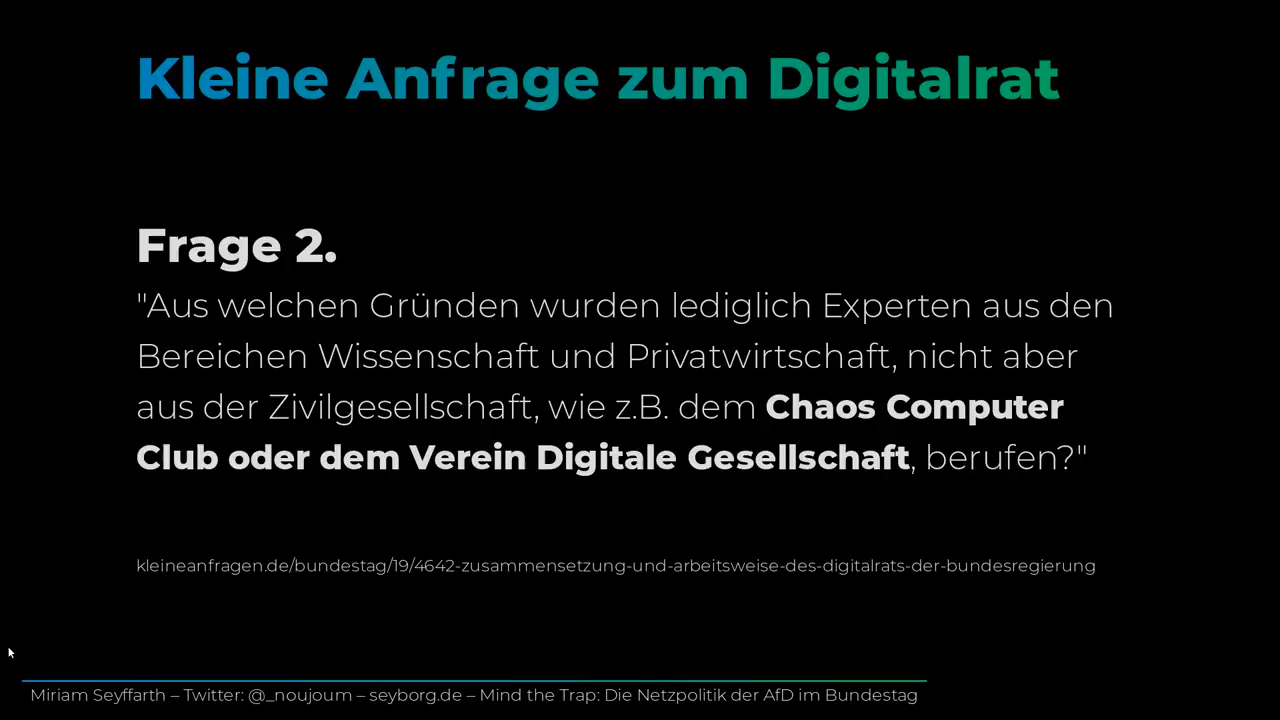 Kleine Anfrage zum Digitalrat
Frage 2.
"Aus welchen Gründen wurden lediglich Experten aus den
Bereichen Wissenschaft und Privatwirtschaft, nicht aber
aus der Zivilgesellschaft, wie z.B. dem Chaos Computer
Club oder dem Verein Digitale Gesellschaft, berufen?"
kleineanfragen.de/bundestag/19/4642-zusammensetzung-und-arbeitsweise-des-digitalrats-der-bundesregierung
Miriam Seyffarth – Twitter: @_noujoum – seyborg.de – Mind the Trap: Die Netzpolitik der AfD im Bundestag